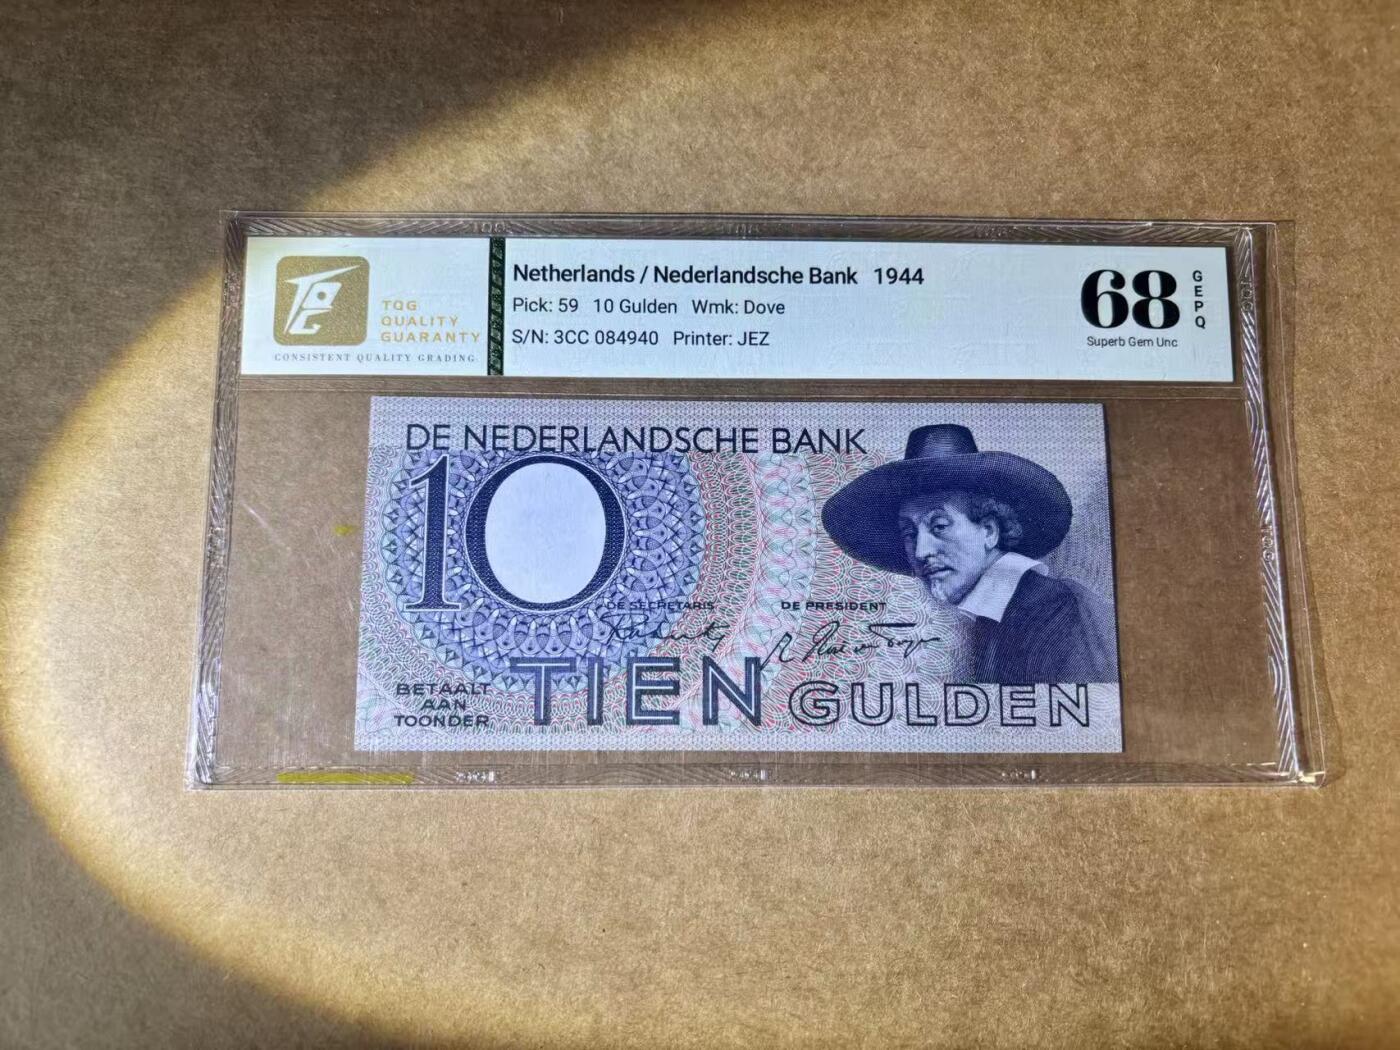 TQG
QUALITY
GUARANTY
CONSISTENT QUALITY GRADING
Netherlands / Nederlandsche Bank 1944
Pick: 59 10 Gulden Wmk: Dove
S/N: 3CC 084940 Printer: JEZ
68
GEPQ
Superb Gem Unc
DE NEDERLANDSCHE BANK
10
DE SECRETARIS
DE PRESIDENT
BETAALT
AAN
TOONDER
TIEN GULDEN